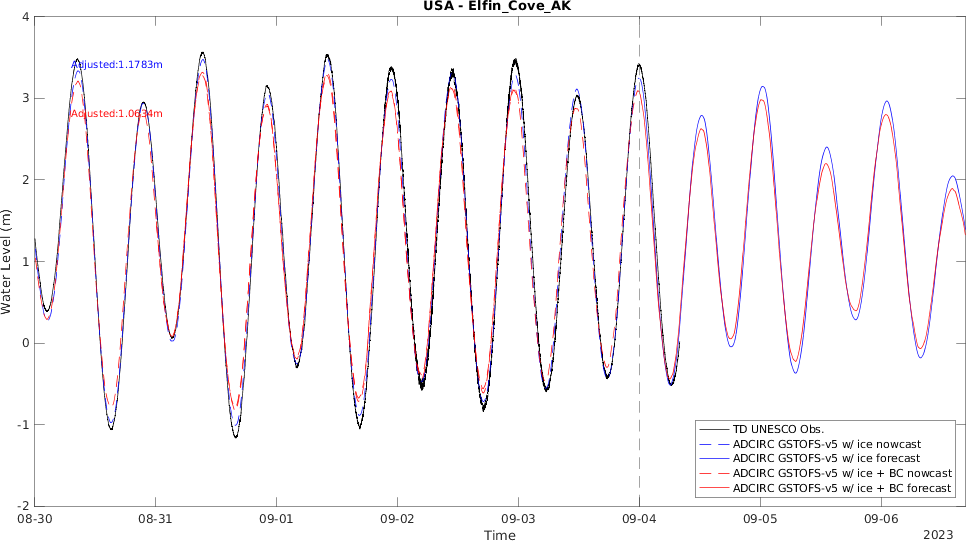 USA - Elfin_Cove_AK
4
3
2
1
0
-1
-2
Water Level (m)
Adjusted:1.1783m
Adjusted:1.0634m
TD UNESCO Obs.
ADCIRC GSTOFS-v5 w/ ice nowcast
ADCIRC GSTOFS-v5 w/ ice forecast
ADCIRC GSTOFS-v5 w/ ice + BC nowcast
ADCIRC GSTOFS-v5 w/ ice + BC forecast
08-30 08-31 09-01 09-02 09-03 09-04 09-05 09-06
Time
2023